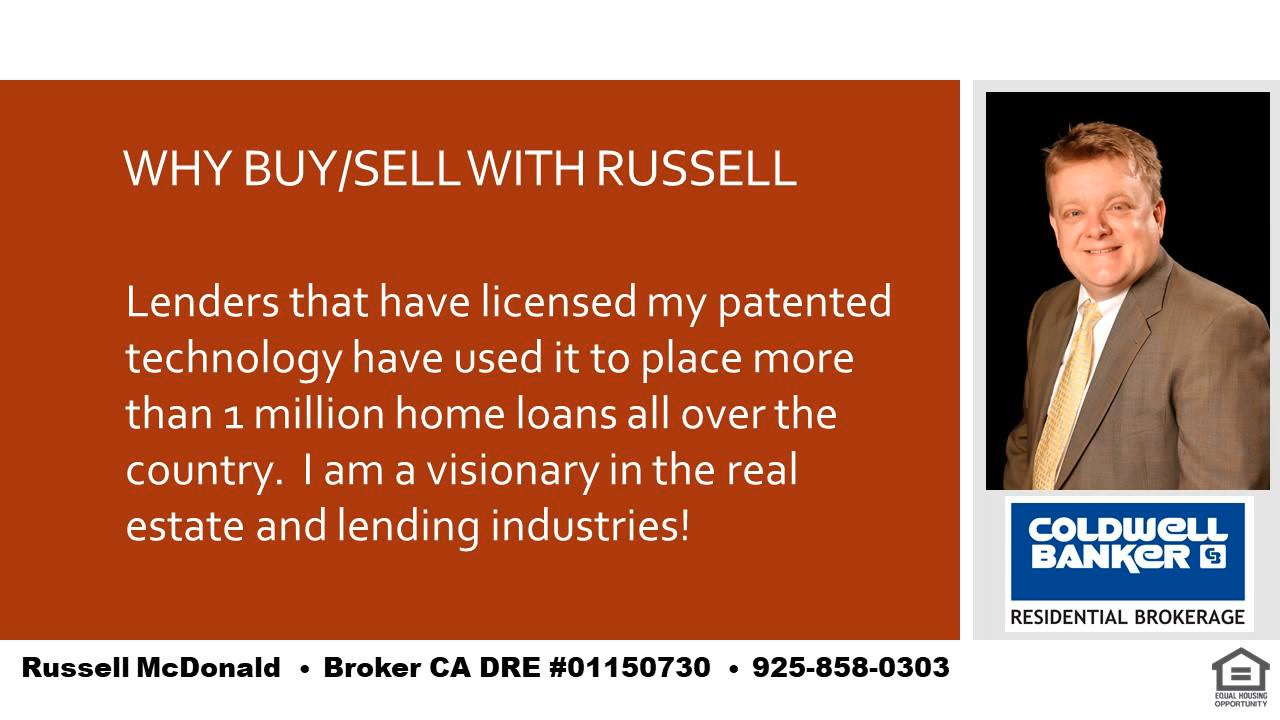 WHY BUY/SELL WITH RUSSELL
Lenders that have licensed my patented
technology have used it to place more
than 1 million home loans all over the
country.  I am a visionary in the real
estate and lending industries!
COLDWELL
BANKER CB
RESIDENTIAL BROKERAGE
Russell McDonald • Broker CA DRE #01150730 • 925-858-0303
EQUAL HOUSING
OPPORTUNITY